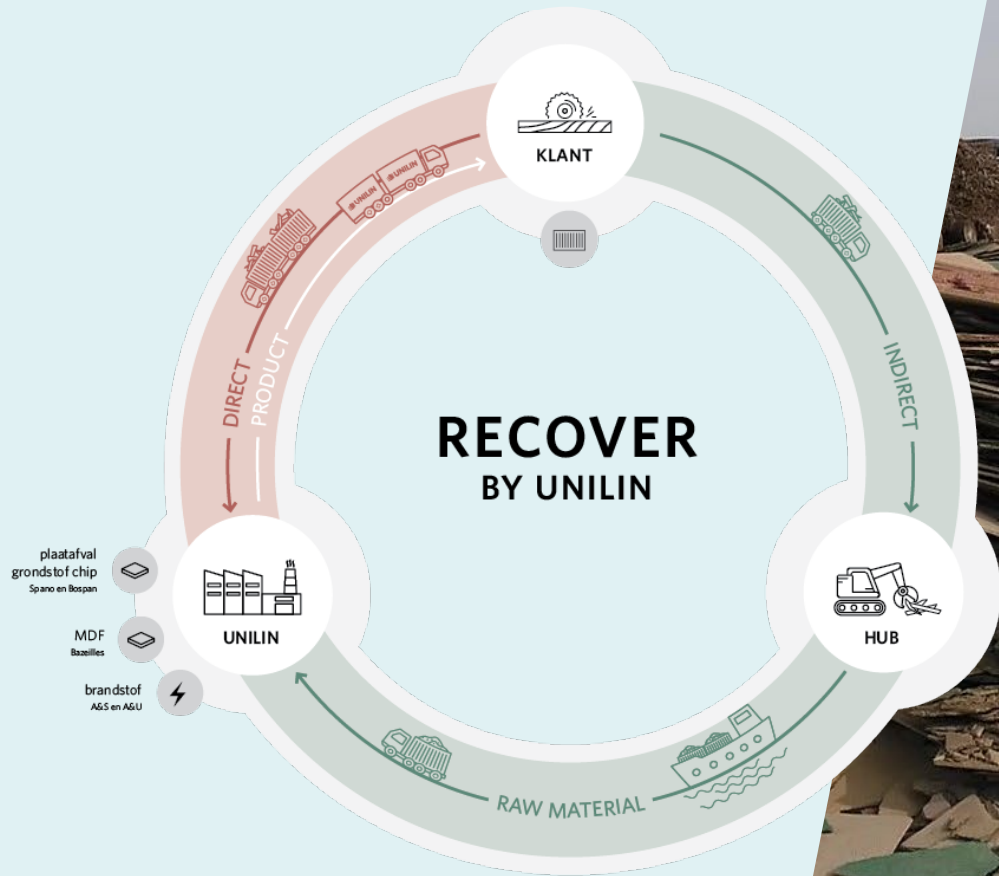 KLANT
UNILIN
UNILIN
DIRECT
PRODUCT
INDIRECT
RECOVER
BY UNILIN
plaatafval
grondstof chip
Spano en Bospan
MDF
Bazeilles
brandstof
A&S en A&U
UNILIN
HUB
RAW MATERIAL